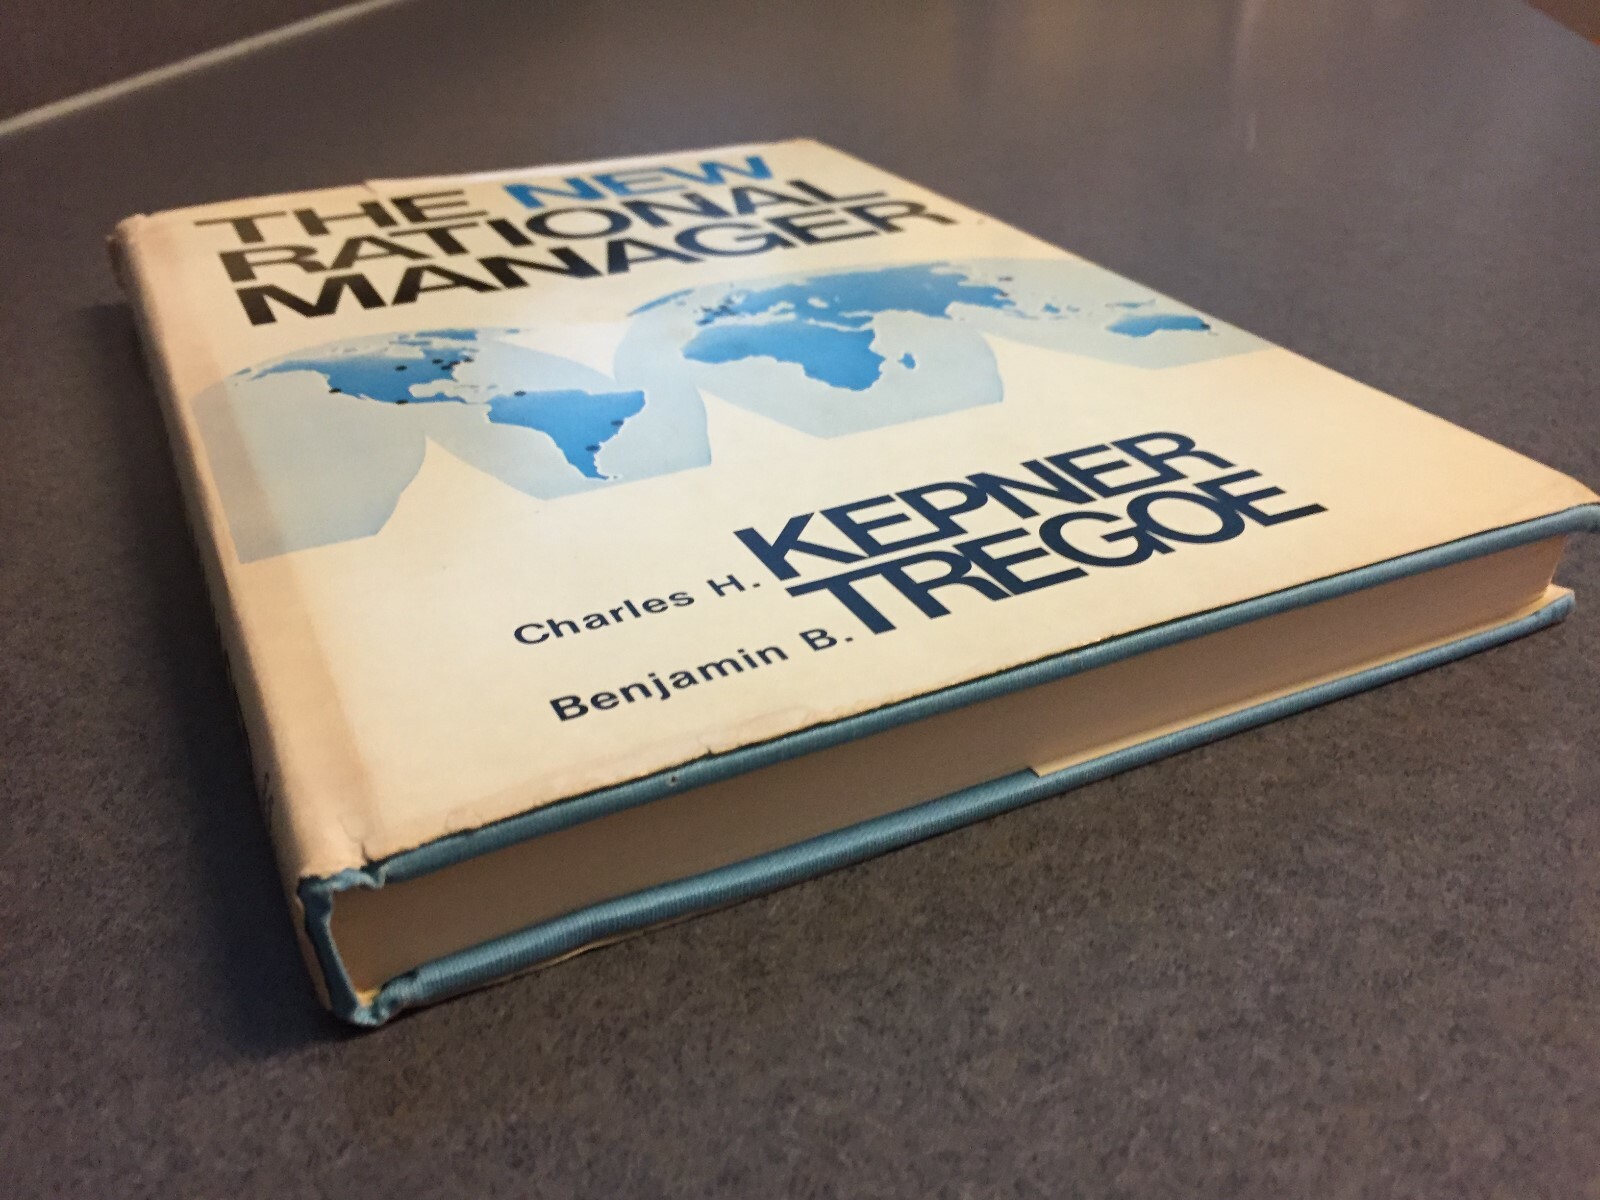 THE NEW
RATIONAL
MANAGER
Charles H. KEPNER
Benjamin B. TREGOE